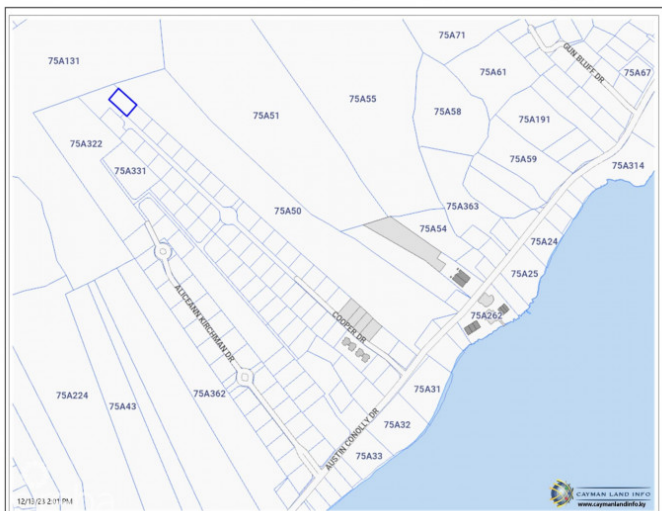 75A71
GUN BLUFF DR
75A131
75A61
75A67
75A55
75A51
75A58
75A191
75A322
75A59
75A331
75A314
75A50
75A363
75A54
75A24
75A25
ALICEANN KIRCHMAN DR
COOPER DR
75A262
75A224
75A43
75A362
75A31
AUSTIN CONOLLY DR
75A32
75A33
CAYMAN LAND INFO
www.caymanlandinfo.ky